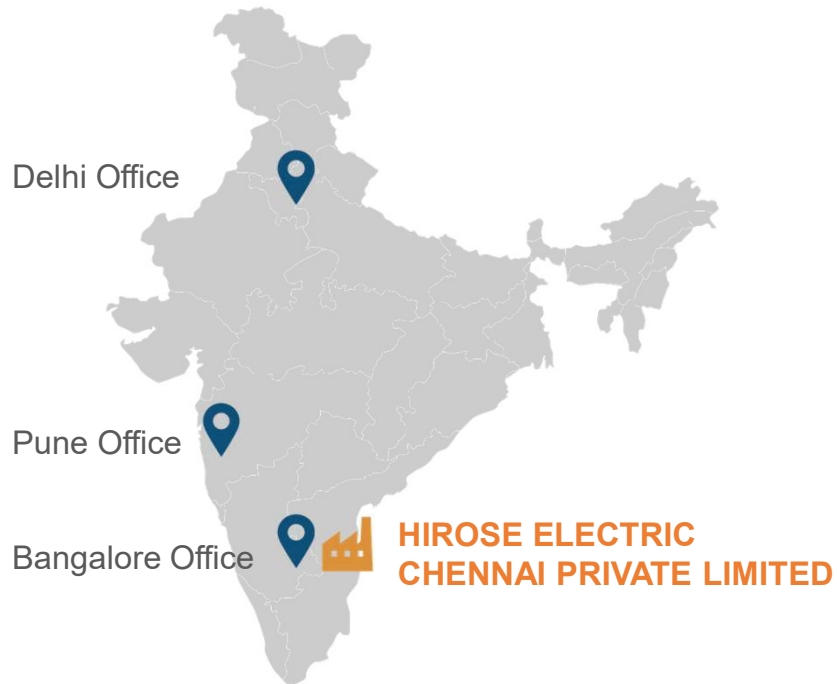 Delhi Office
Pune Office
Bangalore Office
HIROSE ELECTRIC
CHENNAI PRIVATE LIMITED